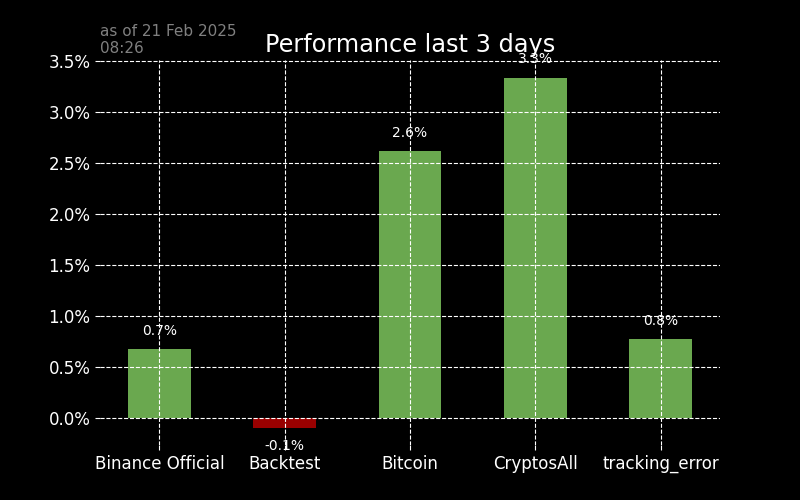 as of 21 Feb 2025
08:26
Performance last 3 days
3.5%
3.0%
2.5%
2.0%
1.5%
1.0%
0.5%
0.0%
0.7%
-0.1%
2.6%
3.3%
0.8%
Binance Official
Backtest
Bitcoin
CryptosAll
tracking_error